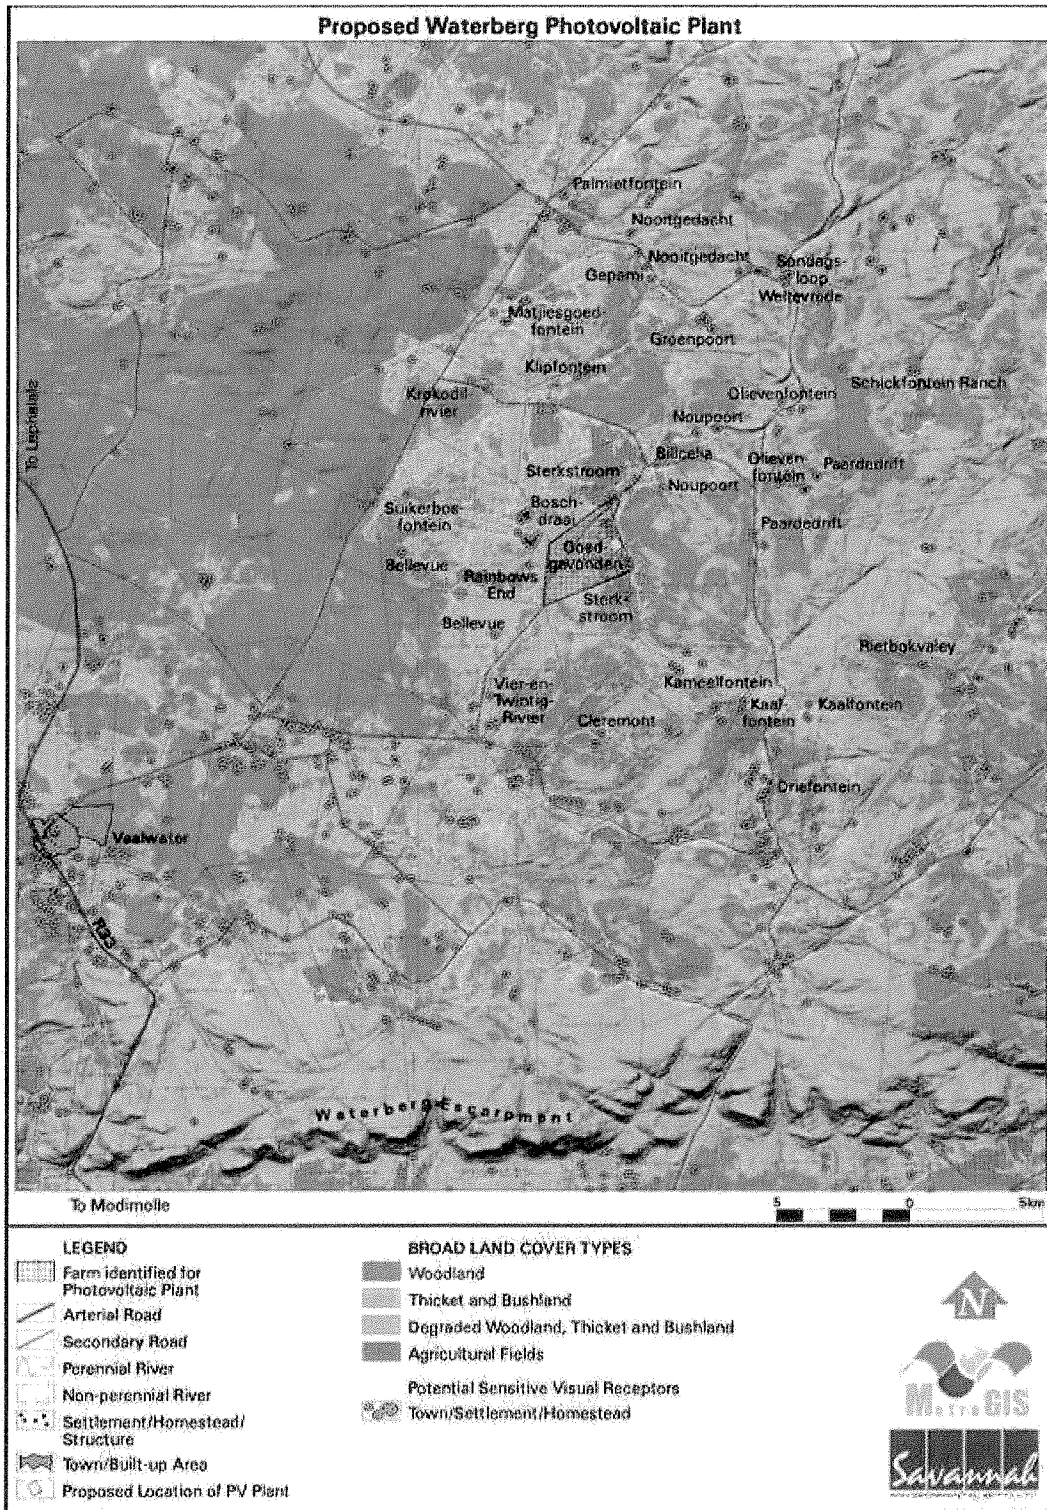 Proposed Waterberg Photovoltaic Plant
Palmietfontein
Noortgedacht
Nooitgedacht
Gepami
Sondags-
loop
Weltevrede
Matjiesgoed-
fontein
Groenpoort
Klipfontein
To Lephalale
Krokodil
rivier
Olievenfontein
Schickfontein Ranch
Noupoort
Sterkstroom
Olieven-
fontein
Paardedrift
Noupoort
Suikerbos-
fontein
Bosch-
draai
Paardedrift
Bellevue
Goed-
gevonden
Rainbows
End
Sterk-
stroom
Bellevue
Rietbokvaley
Vier-en-
Twintig-
Rivier
Kameelfontein
Cleremont
Kaal-
fontein
Kaalfontein
Driefontein
Vaalwater
R33
Waterberg Escarpment
To Modimolle
5 0 5km
LEGEND
Farm identified for
Photovoltaic Plant
Arterial Road
Secondary Road
Perennial River
Non-perennial River
Settlement/Homestead/
Structure
Town/Built-up Area
Proposed Location of PV Plant
BROAD LAND COVER TYPES
Woodland
Thicket and Bushland
Degraded Woodland, Thicket and Bushland
Agricultural Fields
Potential Sensitive Visual Receptors
Town/Settlement/Homestead
N
MetroGIS
Savannah